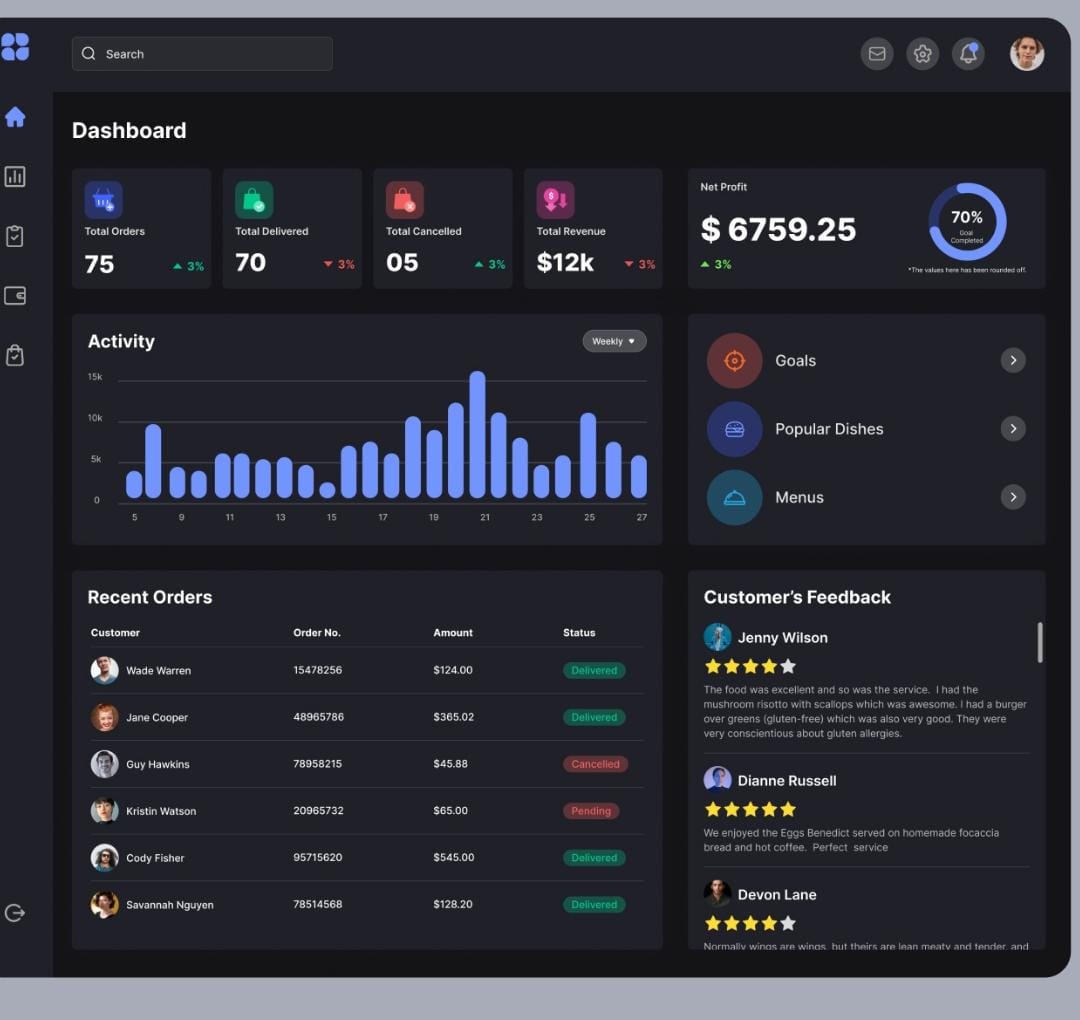 Search
Dashboard
Total Orders
75
3%
Total Delivered
70
3%
Total Cancelled
05
3%
Total Revenue
$12k
3%
Net Profit
$ 6759.25
3%
70%
Goal
Completed
*The values here has been rounded off.
Activity
Weekly
15k
10k
5k
0
5 9 11 13 15 17 19 21 23 25 27
Goals
Popular Dishes
Menus
Recent Orders
Customer Order No. Amount Status
Wade Warren 15478256 $124.00 Delivered
Jane Cooper 48965786 $365.02 Delivered
Guy Hawkins 78958215 $45.88 Cancelled
Kristin Watson 20965732 $65.00 Pending
Cody Fisher 95715620 $545.00 Delivered
Savannah Nguyen 78514568 $128.20 Delivered
Customer's Feedback
Jenny Wilson
The food was excellent and so was the service. I had the
mushroom risotto with scallops which was awesome. I had a burger
over greens (gluten-free) which was also very good. They were
very conscientious about gluten allergies.
Dianne Russell
We enjoyed the Eggs Benedict served on homemade focaccia
bread and hot coffee. Perfect service
Devon Lane
Normally wings are wings, but theirs are lean meaty and tender, and